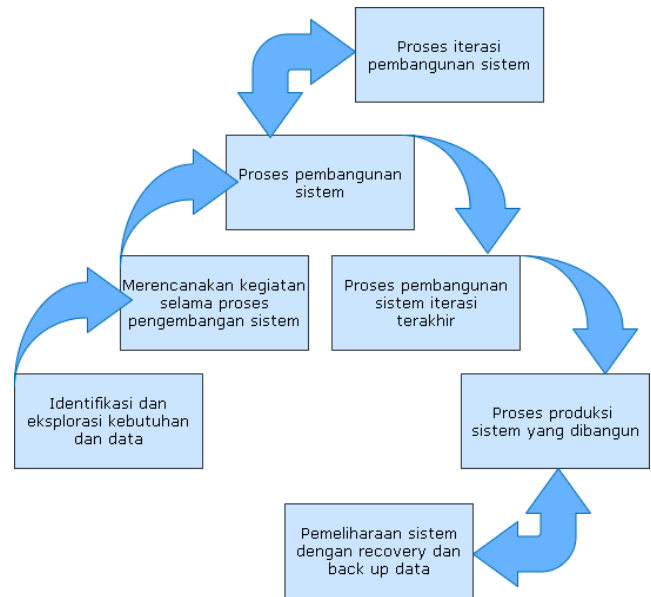 Proses iterasi
pembangunan sistem
Proses pembangunan
sistem
Merencanakan kegiatan
selama proses
pengembangan sistem
Proses pembangunan
sistem iterasi
terakhir
Identifikasi dan
eksplorasi kebutuhan
dan data
Proses produksi
sistem yang dibangun
Pemeliharaan sistem
dengan recovery dan
back up data